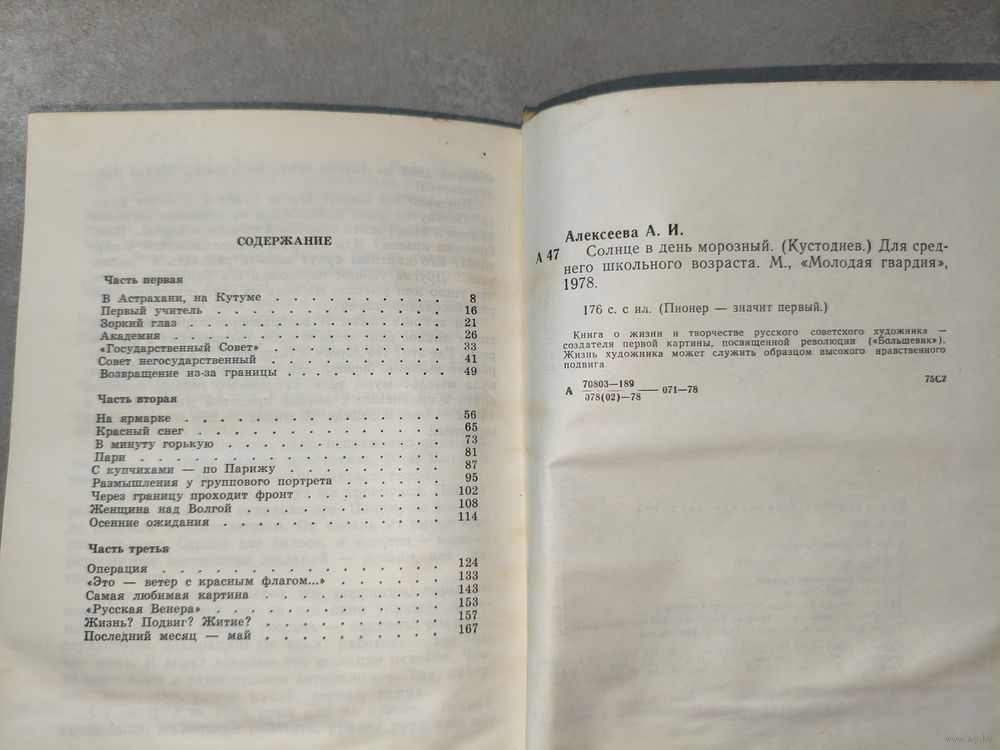 СОДЕРЖАНИЕ
Часть первая
В Астрахани, на Кутуме . . . . . . . . . . 8
Первый учитель . . . . . . . . . . . . 16
Зоркий глаз . . . . . . . . . . . . . 21
Академия . . . . . . . . . . . . . . 26
«Государственный Совет» . . . . . . . . . 33
Совет негосударственный . . . . . . . . . 41
Возвращение из-за границы . . . . . . . . 49
Часть вторая
На ярмарке . . . . . . . . . . . . . 56
Красный снег . . . . . . . . . . . . 65
В минуту горькую . . . . . . . . . . . 73
Пари . . . . . . . . . . . . . . . 81
С купчихами — по Парижу . . . . . . . . 87
Размышления у группового портрета . . . . . . 95
Через границу проходит фронт . . . . . . . 102
Женщина над Волгой . . . . . . . . . . 108
Осенние ожидания . . . . . . . . . . . 114
Часть третья
Операция . . . . . . . . . . . . . . 124
«Это — ветер с красным флагом...» . . . . . . 133
Самая любимая картина . . . . . . . . . 143
«Русская Венера» . . . . . . . . . . . 153
Жизнь? Подвиг? Житие? . . . . . . . . . 157
Последний месяц — май . . . . . . . . . 167
Алексеева А. И.
А 47 Солнце в день морозный. (Кустодиев.) Для сред-
него школьного возраста. М., «Молодая гвардия»,
1978.
176 с. с ил. (Пионер — значит первый.)
Книга о жизни и творчестве русского советского художника —
создателя первой картины, посвященной революции («Большевик»).
Жизнь художника может служить образцом высокого нравственного
подвига
75С2
А 70803—189
078(02)—78 — 071—78
www.ay.by